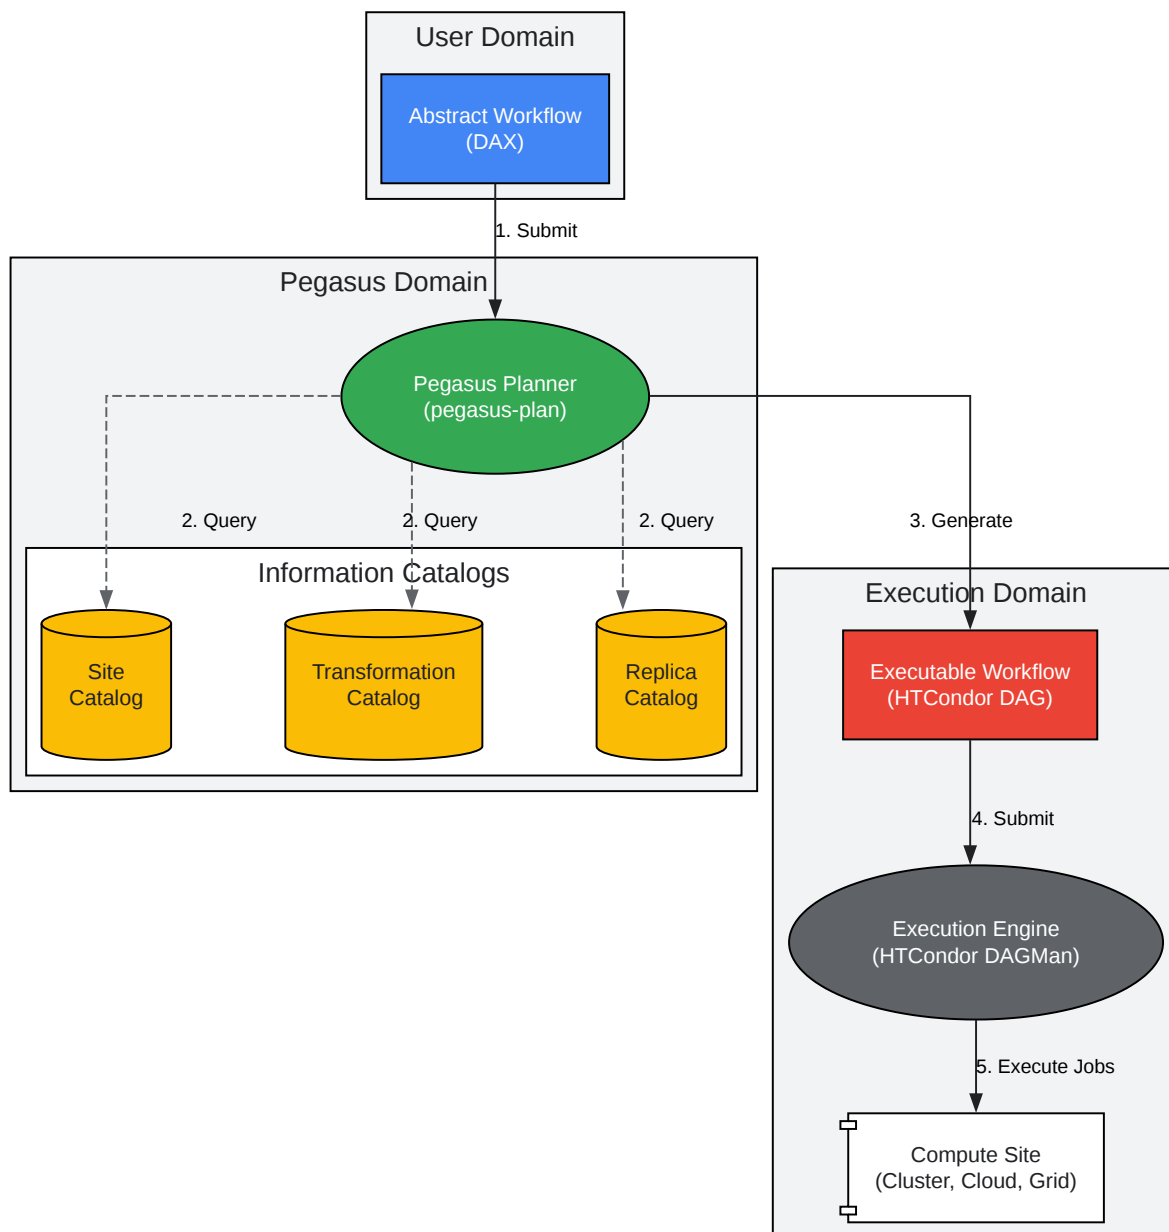 User Domain
Abstract Workflow
(DAX)
1. Submit
Pegasus Domain
Pegasus Planner
(pegasus-plan)
2. Query
2. Query
2. Query
3. Generate
Information Catalogs
Site
Catalog
Transformation
Catalog
Replica
Catalog
Execution Domain
Executable Workflow
(HTCondor DAG)
4. Submit
Execution Engine
(HTCondor DAGMan)
5. Execute Jobs
Compute Site
(Cluster, Cloud, Grid)